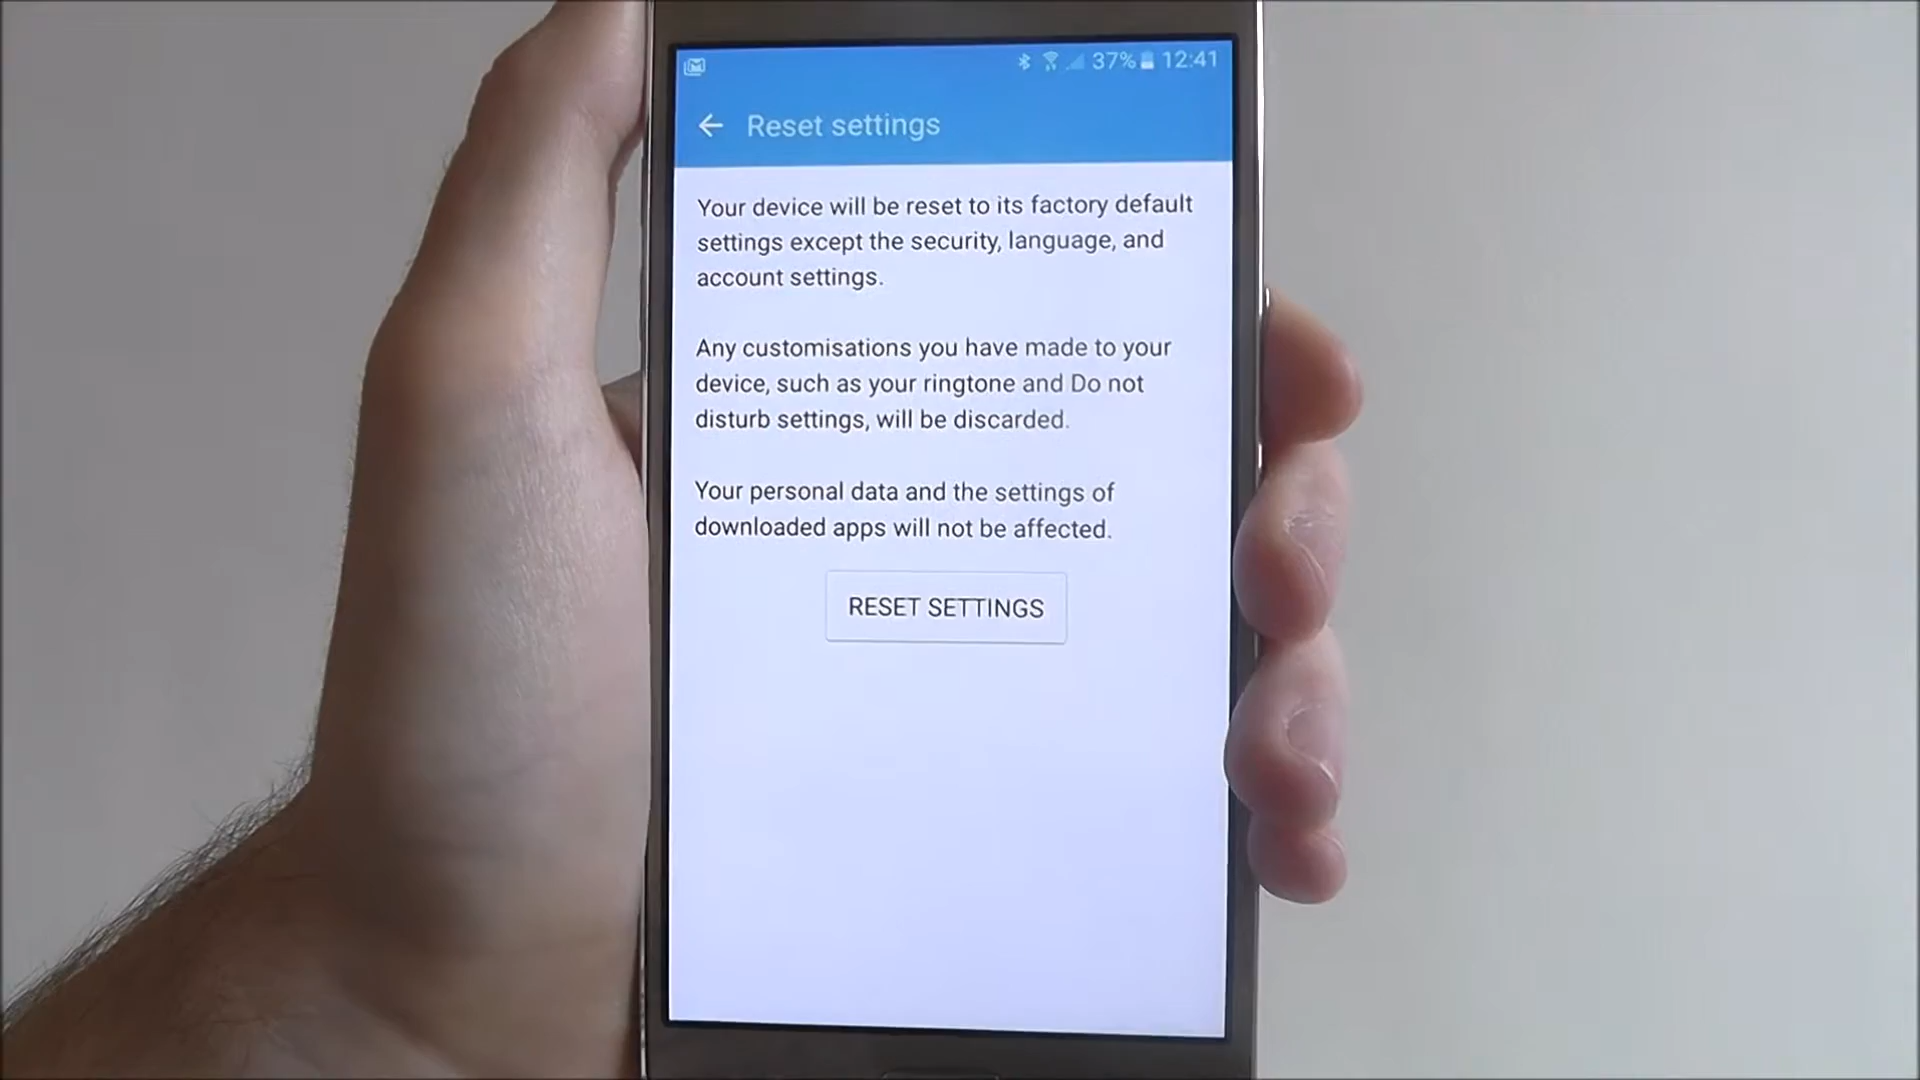 37% 12:41
Reset settings
Your device will be reset to its factory default
settings except the security, language, and
account settings.
Any customisations you have made to your
device, such as your ringtone and Do not
disturb settings, will be discarded.
Your personal data and the settings of
downloaded apps will not be affected.
RESET SETTINGS